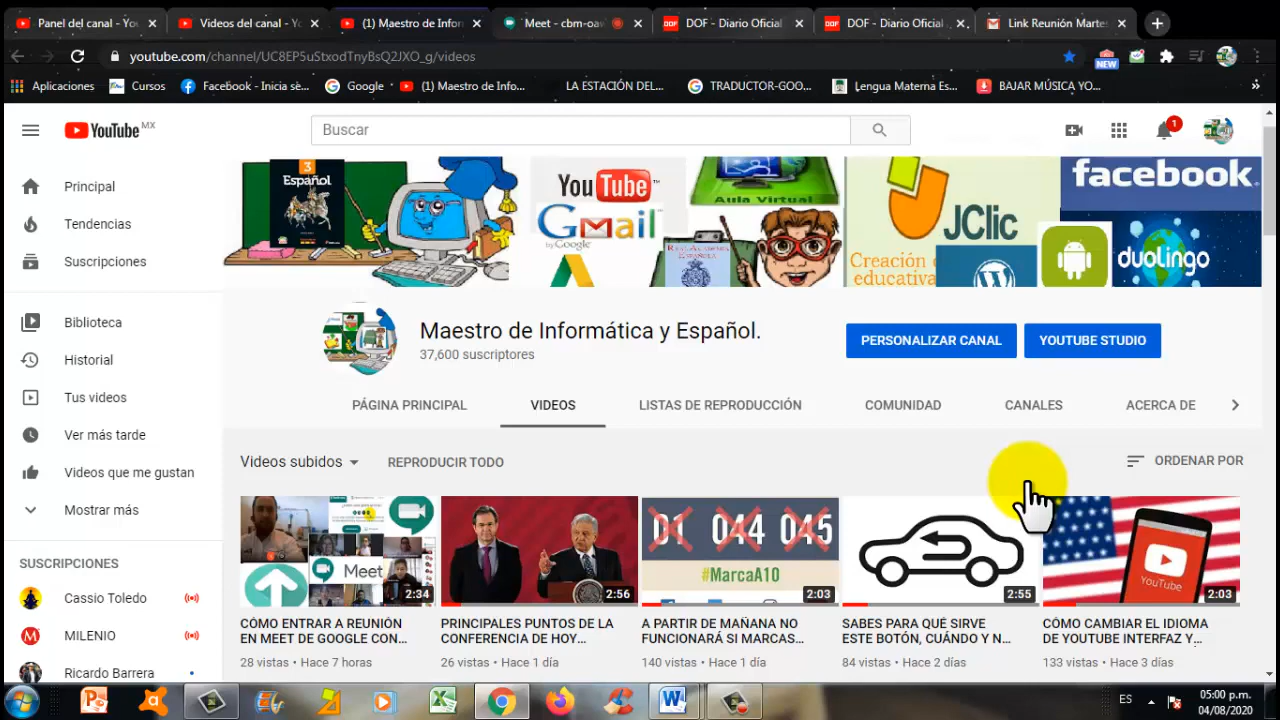 Panel del canal - Yo
Videos del canal - Yo
(1) Maestro de Infor
Meet - cbm-oa
DOF - Diario Oficial
DOF - Diario Oficial
Link Reunión Marte
youtube.com/channel/UC8EP5uStxodTnyBsQ2JXO_g/videos
NEW
Aplicaciones
Cursos
Facebook - Inicia sè...
Google
(1) Maestro de Info...
LA ESTACIÓN DEL...
TRADUCTOR-GOO...
Lengua Materna Es...
BAJAR MÚSICA YO...
YouTube MX
Buscar
1
3
Español
YouTube
Gmail
by Google
Aula Virtual
REAL ACADEMIA ESPAÑOLA
JClic
Creación
educativa
facebook.
duolingo
Principal
Tendencias
Suscripciones
Biblioteca
Historial
Tus videos
Ver más tarde
Videos que me gustan
Mostrar más
SUSCRIPCIONES
Cassio Toledo
MILENIO
Ricardo Barrera
Maestro de Informática y Español.
37,600 suscriptores
PERSONALIZAR CANAL
YOUTUBE STUDIO
PÁGINA PRINCIPAL
VIDEOS
LISTAS DE REPRODUCCIÓN
COMUNIDAD
CANALES
ACERCA DE
Videos subidos
REPRODUCIR TODO
ORDENAR POR
Meet
2:34
2:56
01 044 045
#MarcaA10
2:03
2:55
YouTube
2:03
CÓMO ENTRAR A REUNIÓN
EN MEET DE GOOGLE CON...
28 vistas • Hace 7 horas
PRINCIPALES PUNTOS DE LA
CONFERENCIA DE HOY...
26 vistas • Hace 1 día
A PARTIR DE MAÑANA NO
FUNCIONARÁ SI MARCAS...
140 vistas • Hace 1 día
SABES PARA QUÉ SIRVE
ESTE BOTÓN, CUÁNDO Y N...
84 vistas • Hace 2 días
CÓMO CAMBIAR EL IDIOMA
DE YOUTUBE INTERFAZ Y...
133 vistas • Hace 3 días
ES
05:00 p.m.
04/08/2020